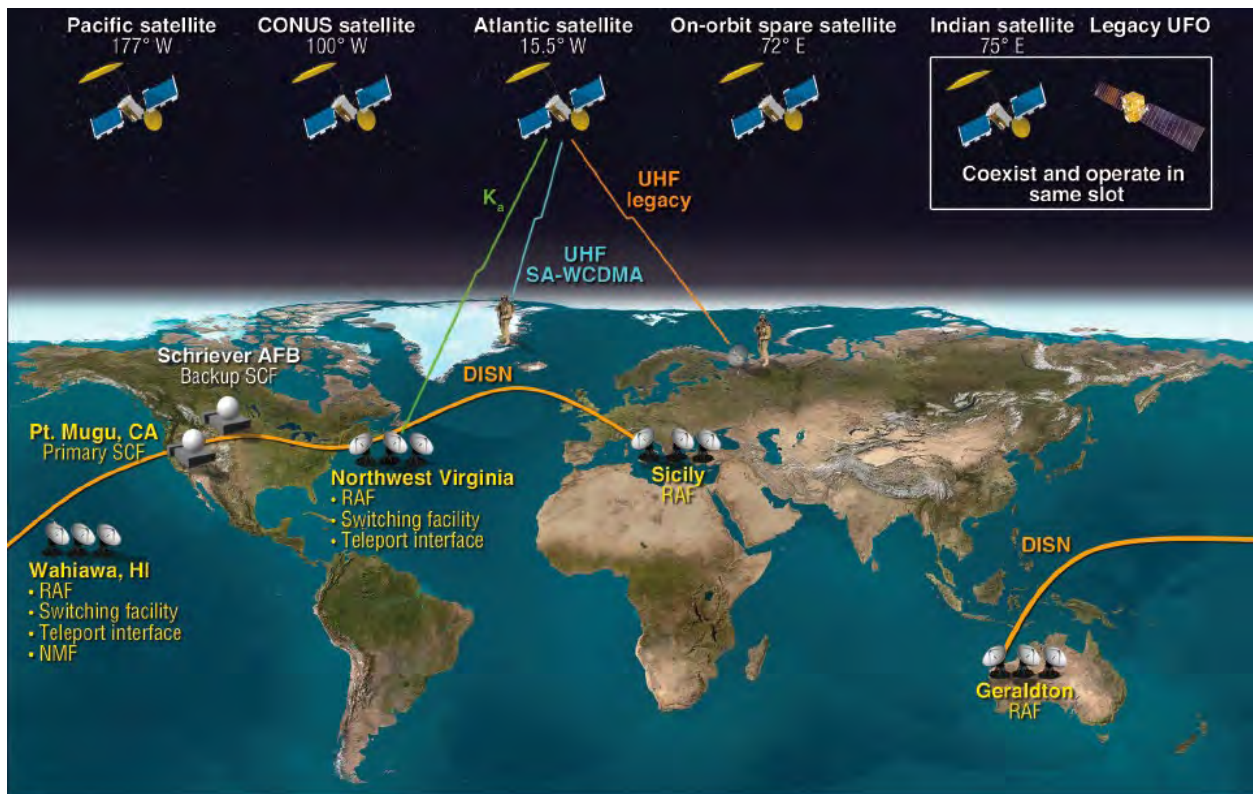 Pacific satellite
177° W
CONUS satellite
100° W
Atlantic satellite
15.5° W
On-orbit spare satellite
72° E
Indian satellite
75° E
Legacy UFO
Coexist and operate in
same slot
Ka
UHF
SA-WCDMA
UHF
legacy
Schriever AFB
Backup SCF
DISN
Pt. Mugu, CA
Primary SCF
Northwest Virginia
• RAF
• Switching facility
• Teleport interface
Sicily
RAF
Wahiawa, HI
• RAF
• Switching facility
• Teleport interface
• NMF
DISN
Geraldton
RAF